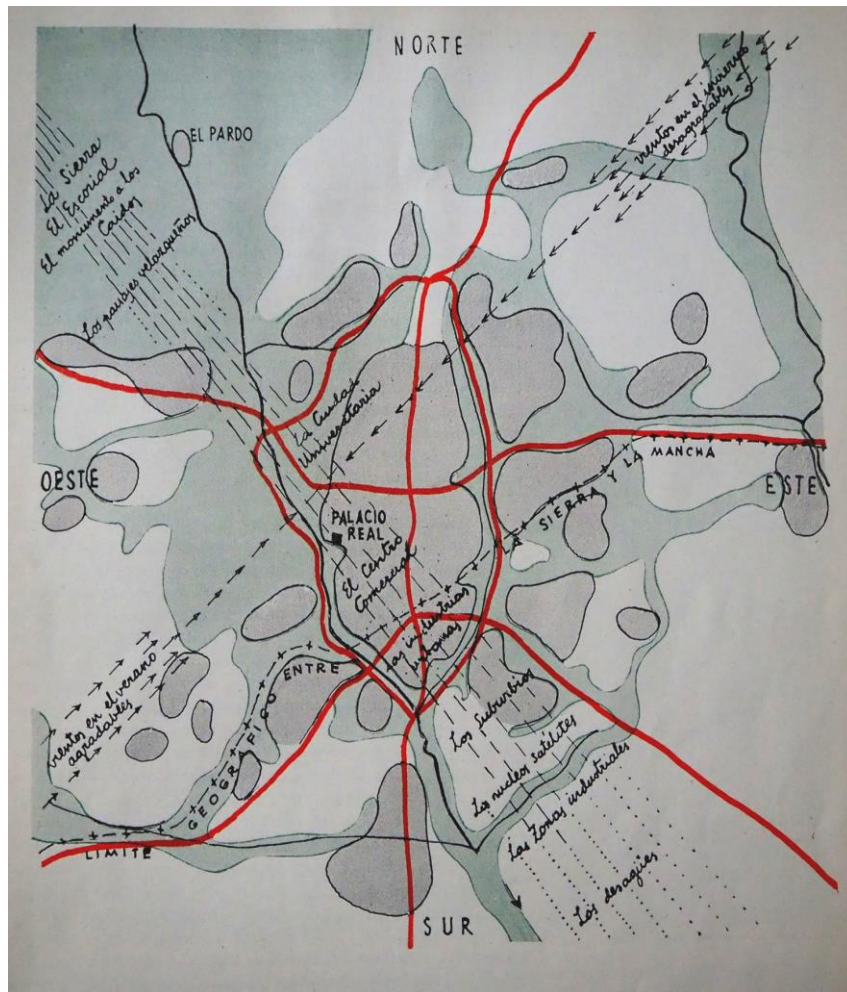 NORTE
vientos en el invierno
desagradables
EL PARDO
La Sierra
El Escorial
El monumento a los
Caidos
Los paisajes velazqueños
La Ciudad
Universitaria
OESTE
ESTE
PALACIO
REAL
El Centro
Comercial
Las industrias
urbanas
LIMITE GEOGRAFICO ENTRE LA SIERRA Y LA MANCHA
vientos en el verano
agradables
Los suburbios
Los nucleos satélites
Las zonas industriales
Los desagües
SUR